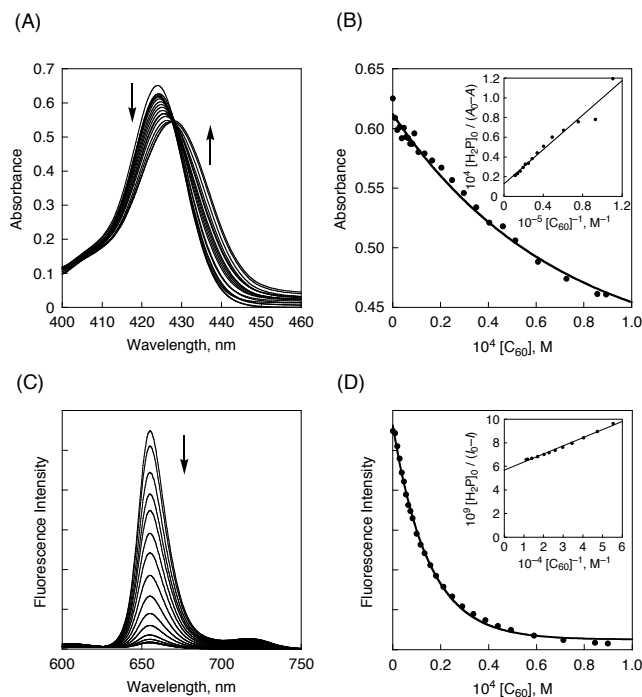 (A)
0.7
0.6
0.5
0.4
0.3
0.2
0.1
0
Absorbance
400 410 420 430 440 450 460
Wavelength, nm
(B)
0.65
0.60
0.55
0.50
0.45
Absorbance
0 0.2 0.4 0.6 0.8 1.0
10⁴ [C₆₀], M
1.2
1.0
0.8
0.6
0.4
0.2
0
10⁴ [H₂P]₀ / (A₀–A)
0 0.4 0.8 1.2
10⁻⁵ [C₆₀]⁻¹, M⁻¹
(C)
Fluorescence Intensity
600 650 700 750
Wavelength, nm
(D)
Fluorescence Intensity
0 0.2 0.4 0.6 0.8 1.0
10⁴ [C₆₀], M
10
8
6
4
2
0
10⁹ [H₂P]₀ / (I₀–I)
0 1 2 3 4 5 6
10⁻⁴ [C₆₀]⁻¹, M⁻¹